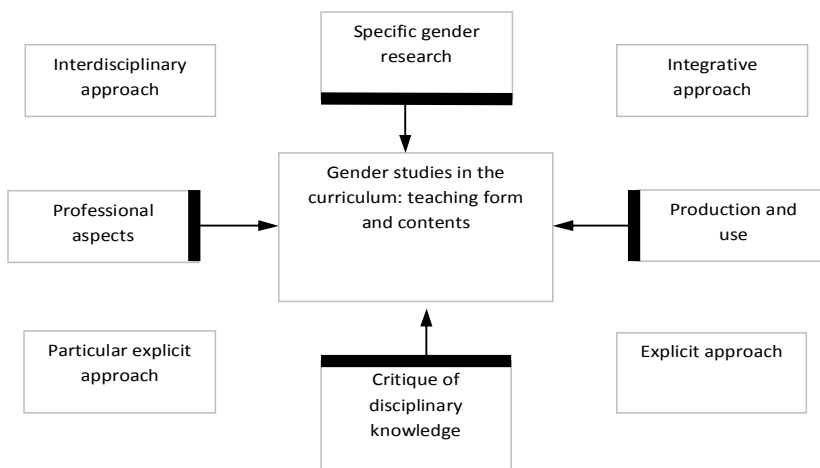 Specific gender
research
Interdisciplinary
approach
Integrative
approach
Gender studies in the
curriculum: teaching form
and contents
Professional
aspects
Production and
use
Particular explicit
approach
Explicit approach
Critique of
disciplinary
knowledge